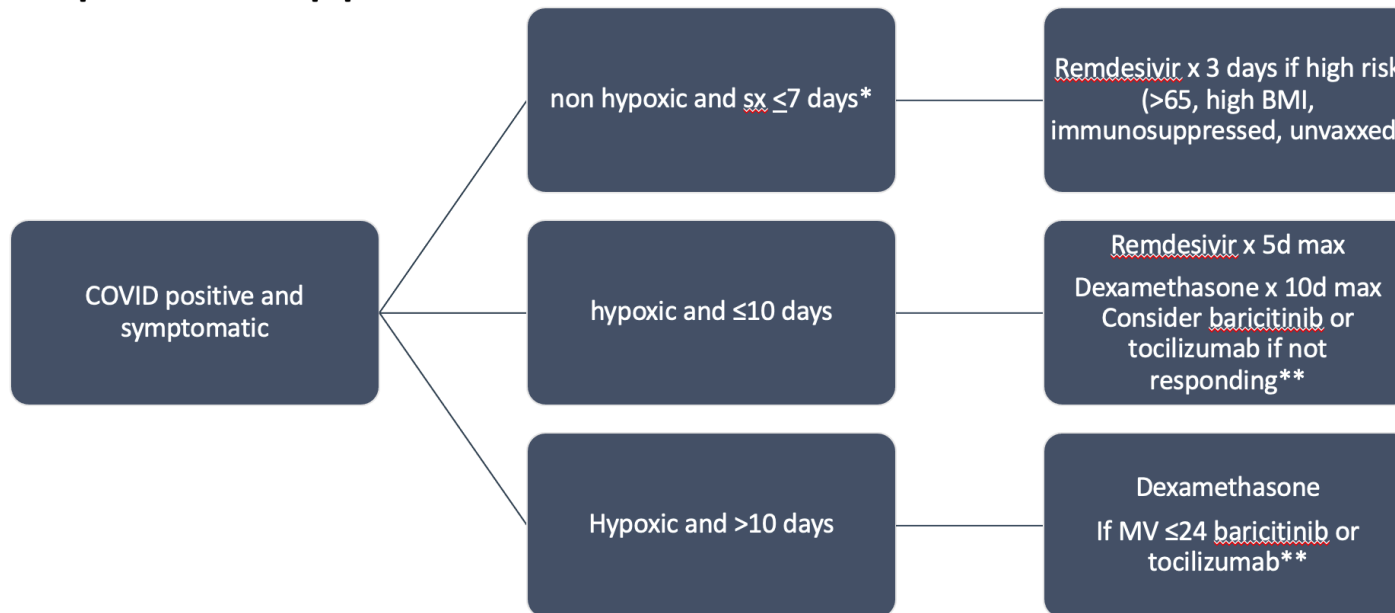 COVID positive and
symptomatic
non hypoxic and sx ≤7 days*
Remdesivir x 3 days if high risk
(>65, high BMI,
immunosuppressed, unvaxxed
hypoxic and ≤10 days
Remdesivir x 5d max
Dexamethasone x 10d max
Consider baricitinib or
tocilizumab if not
responding**
Hypoxic and >10 days
Dexamethasone
If MV ≤24 baricitinib or
tocilizumab**